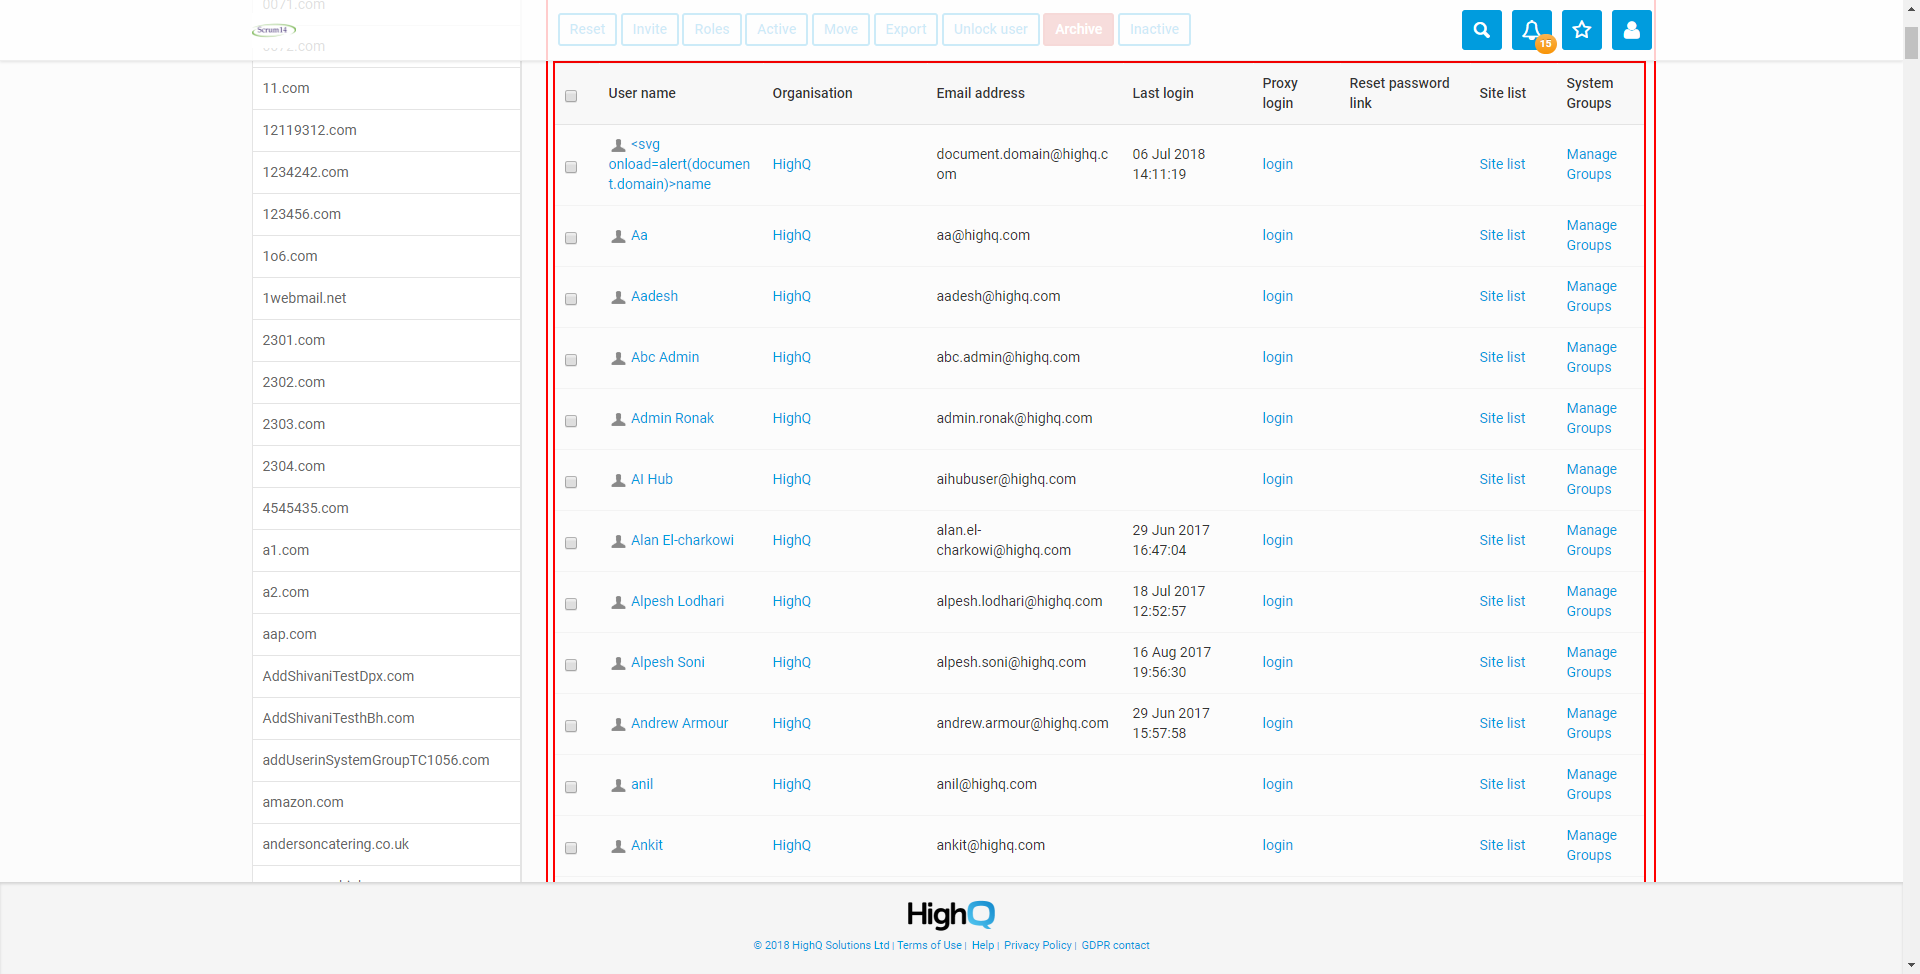 0071.com
0072.com
Scrum14
Reset Invite Roles Active Move Export Unlock user Archive Inactive
15
11.com
12119312.com
1234242.com
123456.com
1o6.com
1webmail.net
2301.com
2302.com
2303.com
2304.com
4545435.com
a1.com
a2.com
aap.com
AddShivaniTestDpx.com
AddShivaniTesthBh.com
addUserinSystemGroupTC1056.com
amazon.com
andersoncatering.co.uk
User name Organisation Email address Last login Proxy login Reset password link Site list System Groups
<svg onload=alert(document.domain)>name HighQ document.domain@highq.com 06 Jul 2018 14:11:19 login Site list Manage Groups
Aa HighQ aa@highq.com login Site list Manage Groups
Aadesh HighQ aadesh@highq.com login Site list Manage Groups
Abc Admin HighQ abc.admin@highq.com login Site list Manage Groups
Admin Ronak HighQ admin.ronak@highq.com login Site list Manage Groups
AI Hub HighQ aihubuser@highq.com login Site list Manage Groups
Alan El-charkowi HighQ alan.el-charkowi@highq.com 29 Jun 2017 16:47:04 login Site list Manage Groups
Alpesh Lodhari HighQ alpesh.lodhari@highq.com 18 Jul 2017 12:52:57 login Site list Manage Groups
Alpesh Soni HighQ alpesh.soni@highq.com 16 Aug 2017 19:56:30 login Site list Manage Groups
Andrew Armour HighQ andrew.armour@highq.com 29 Jun 2017 15:57:58 login Site list Manage Groups
anil HighQ anil@highq.com login Site list Manage Groups
Ankit HighQ ankit@highq.com login Site list Manage Groups
HighQ
© 2018 HighQ Solutions Ltd | Terms of Use | Help | Privacy Policy | GDPR contact